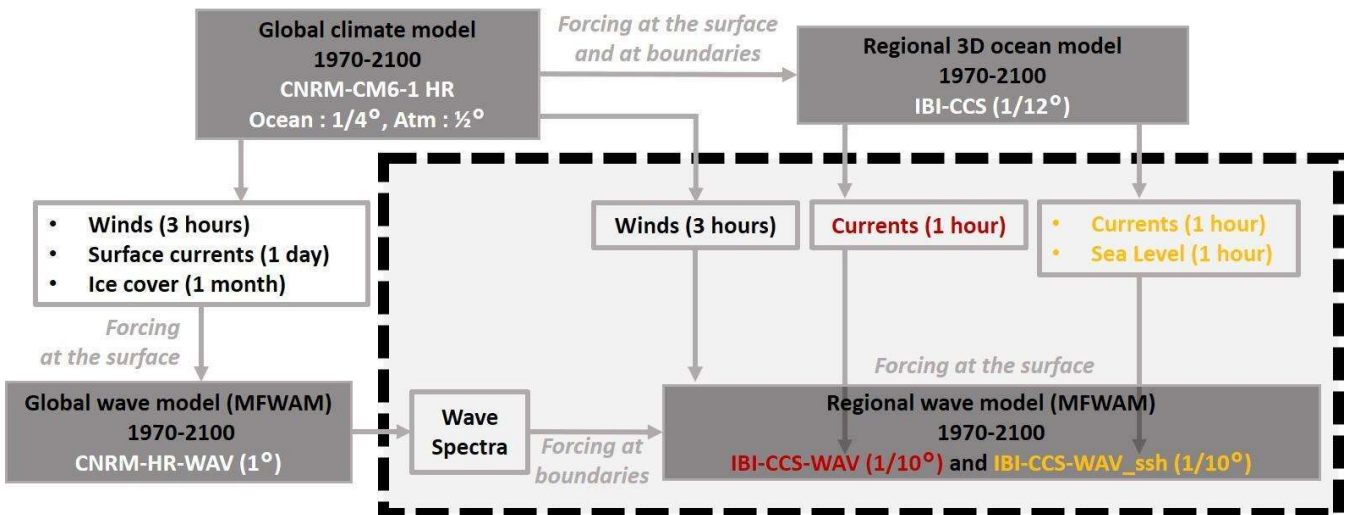 Global climate model
1970-2100
CNRM-CM6-1 HR
Ocean : 1/4°, Atm : ½°
Forcing at the surface
and at boundaries
Regional 3D ocean model
1970-2100
IBI-CCS (1/12°)
• Winds (3 hours)
• Surface currents (1 day)
• Ice cover (1 month)
Winds (3 hours)
Currents (1 hour)
• Currents (1 hour)
• Sea Level (1 hour)
Forcing
at the surface
Forcing at the surface
Global wave model (MFWAM)
1970-2100
CNRM-HR-WAV (1°)
Wave
Spectra
Forcing at
boundaries
Regional wave model (MFWAM)
1970-2100
IBI-CCS-WAV (1/10°) and IBI-CCS-WAV_ssh (1/10°)